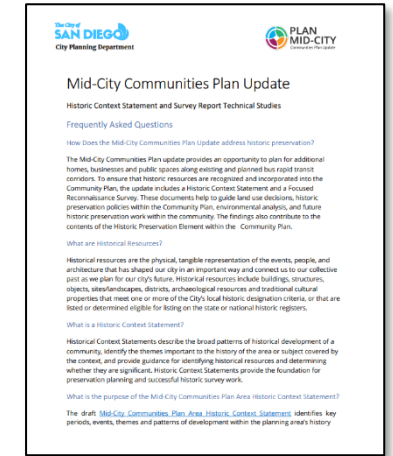 The City of
SAN DIEGO
City Planning Department
PLAN
MID-CITY
Communities Plan Update
Mid-City Communities Plan Update
Historic Context Statement and Survey Report Technical Studies
Frequently Asked Questions
How Does the Mid-City Communities Plan Update address historic preservation?
The Mid-City Communities Plan update provides an opportunity to plan for additional
homes, businesses and public spaces along existing and planned bus rapid transit
corridors. To ensure that historic resources are recognized and incorporated into the
Community Plan, the update includes a Historic Context Statement and a Focused
Reconnaissance Survey. These documents help to guide land use decisions, historic
preservation policies within the Community Plan, environmental analysis, and future
historic preservation work within the community. The findings also contribute to the
contents of the Historic Preservation Element within the Community Plan.
What are Historical Resources?
Historical resources are the physical, tangible representation of the events, people, and
architecture that has shaped our city in an important way and connect us to our collective
past as we plan for our city's future. Historical resources include buildings, structures,
objects, sites/landscapes, districts, archaeological resources and traditional cultural
properties that meet one or more of the City's local historic designation criteria, or that are
listed or determined eligible for listing on the state or national historic registers.
What is a Historic Context Statement?
Historical Context Statements describe the broad patterns of historical development of a
community, identify the themes important to the history of the area or subject covered by
the context, and provide guidance for identifying historical resources and determining
whether they are significant. Historic Context Statements provide the foundation for
preservation planning and successful historic survey work.
What is the purpose of the Mid-City Communities Plan Area Historic Context Statement?
The draft Mid-City Communities Plan Area Historic Context Statement identifies key
periods, events, themes and patterns of development within the planning area's history